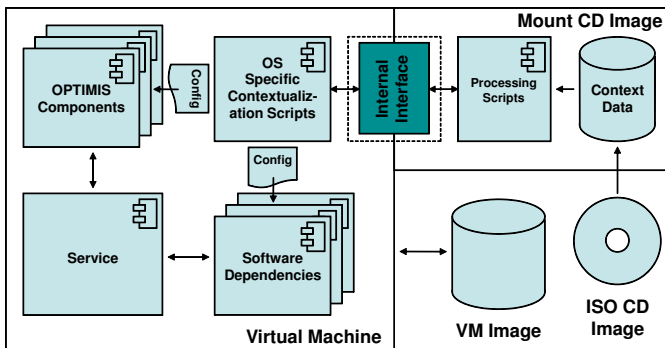 Mount CD Image
OPTIMIS
Components
Config
OS
Specific
Contextualiz-
ation Scripts
Internal
Interface
Processing
Scripts
Context
Data
Config
Service
Software
Dependencies
Virtual Machine
VM Image
ISO CD
Image